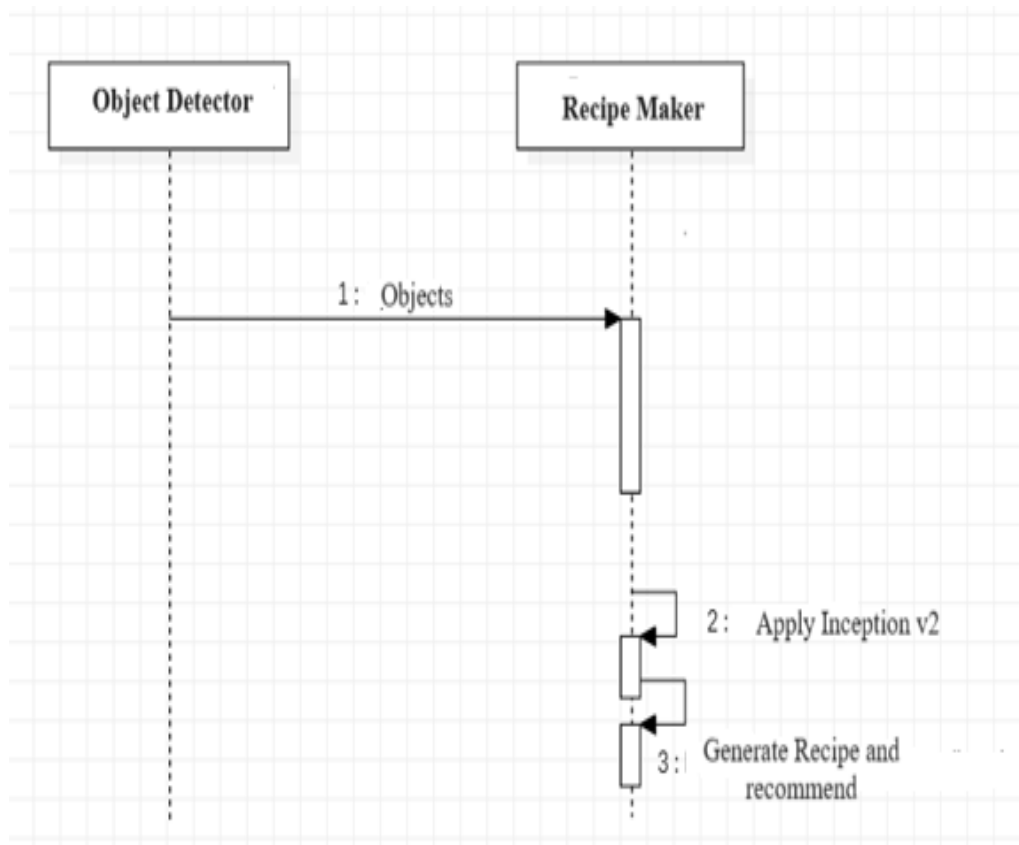 Object Detector
Recipe Maker
1: Objects
2: Apply Inception v2
3: Generate Recipe and
recommend